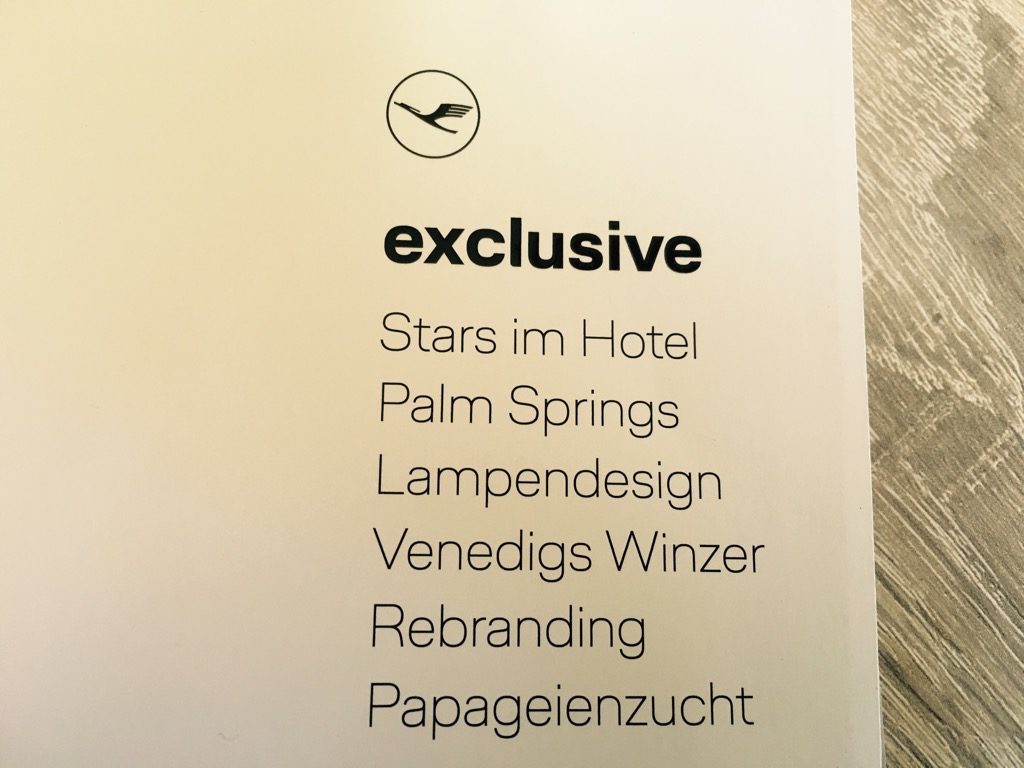 exclusive
Stars im Hotel
Palm Springs
Lampendesign
Venedigs Winzer
Rebranding
Papageienzucht